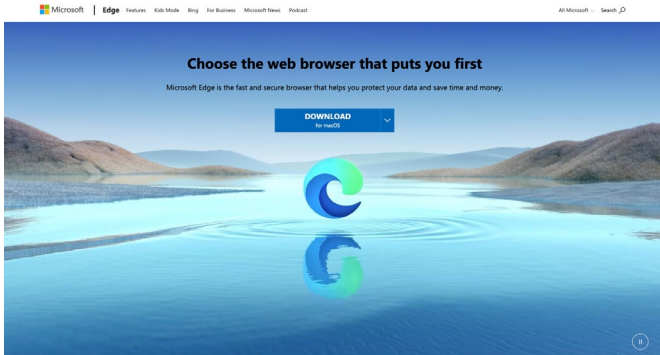 Microsoft Edge Features Kids Mode Bing For Business Microsoft News Podcast All Microsoft Search
Choose the web browser that puts you first
Microsoft Edge is the fast and secure browser that helps you protect your data and save time and money.
DOWNLOAD
for macOS